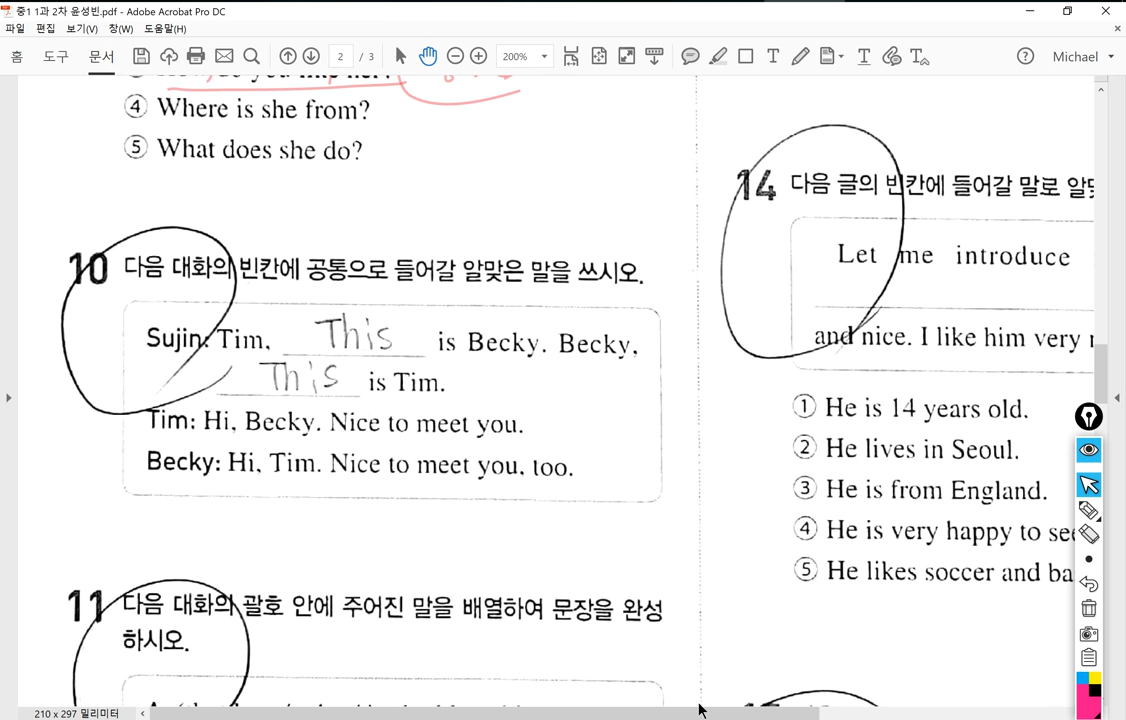 중1 1과 2차 윤성빈.pdf - Adobe Acrobat Pro DC
파일 편집 보기(V) 창(W) 도움말(H)
홈 도구 문서 2 / 3 200% Michael
④ Where is she from?
⑤ What does she do?
10 다음 대화의 빈칸에 공통으로 들어갈 알맞은 말을 쓰시오.
Sujin: Tim, This is Becky. Becky,
This is Tim.
Tim: Hi, Becky. Nice to meet you.
Becky: Hi, Tim. Nice to meet you, too.
11 다음 대화의 괄호 안에 주어진 말을 배열하여 문장을 완성
하시오.
14 다음 글의 빈칸에 들어갈 말로
Let me introduce
and nice. I like him very
① He is 14 years old.
② He lives in Seoul.
③ He is from England.
④ He is very happy to
⑤ He likes soccer and
210 x 297 밀리미터